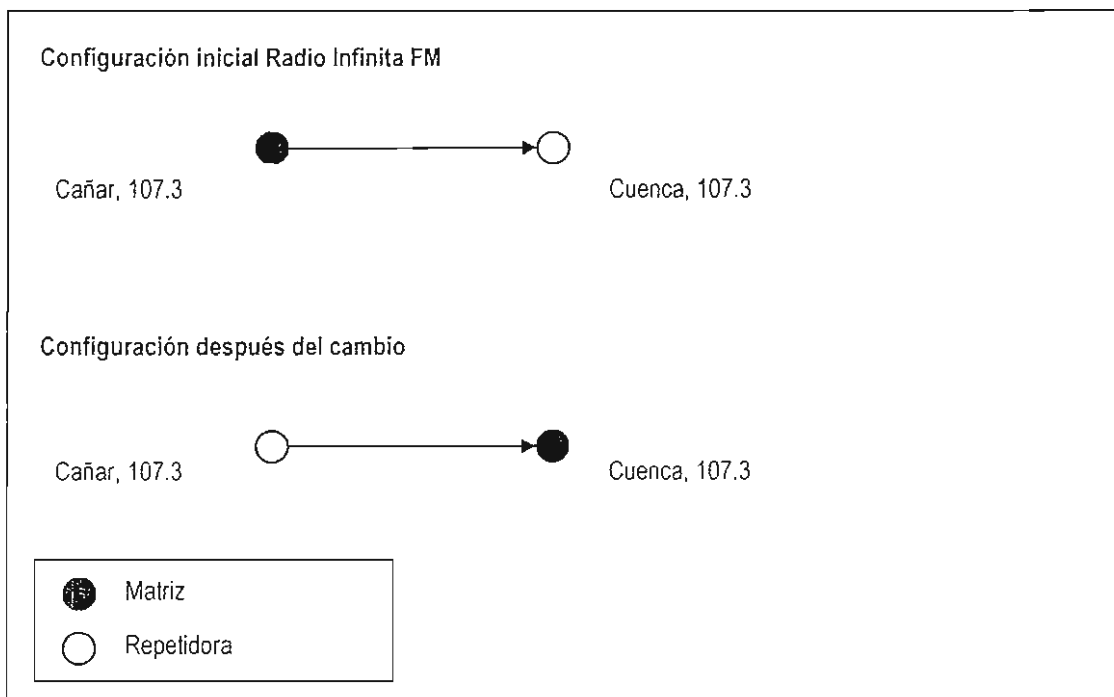 Configuración inicial Radio Infinita FM
Cañar, 107.3
Cuenca, 107.3
Configuración después del cambio
Cañar, 107.3
Cuenca, 107.3
Matriz
Repetidora